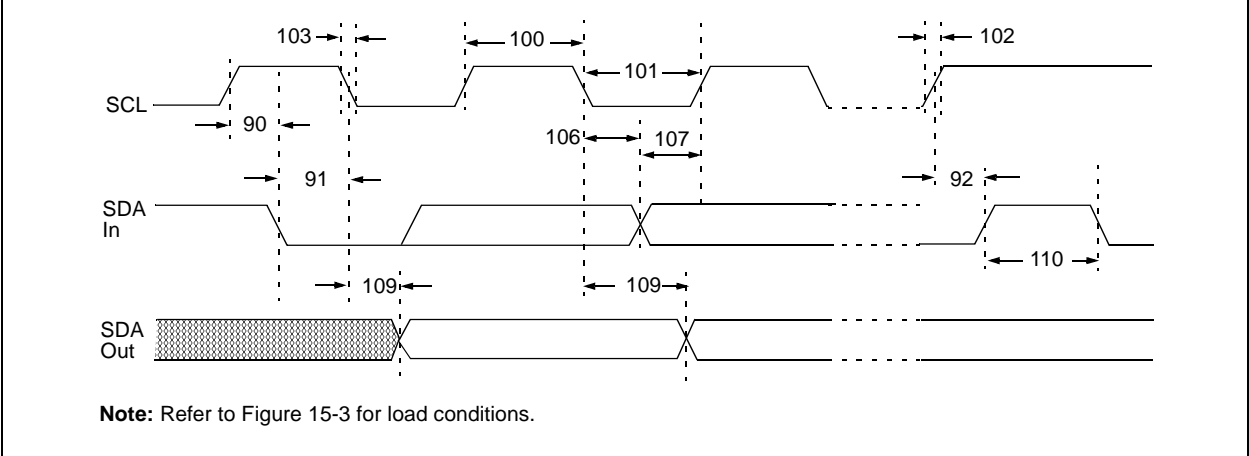 103
100
102
101
SCL
90
106
107
91
92
SDA
In
110
109
109
SDA
Out
Note: Refer to Figure 15-3 for load conditions.